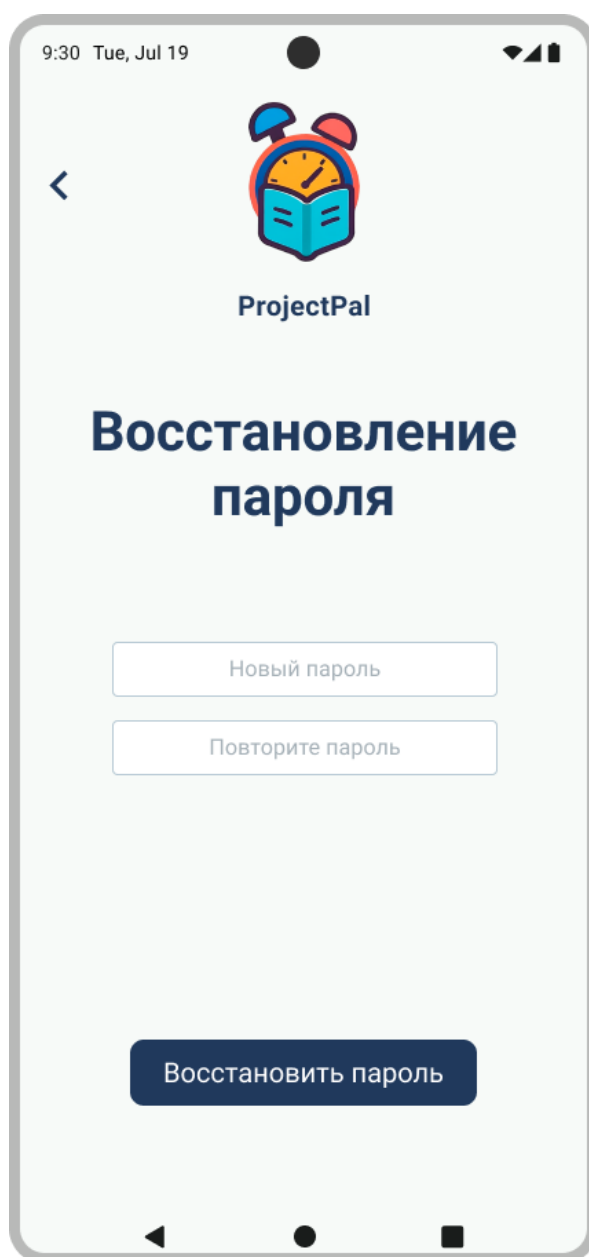 9:30 Tue, Jul 19
ProjectPal
Восстановление
пароля
Новый пароль
Повторите пароль
Восстановить пароль